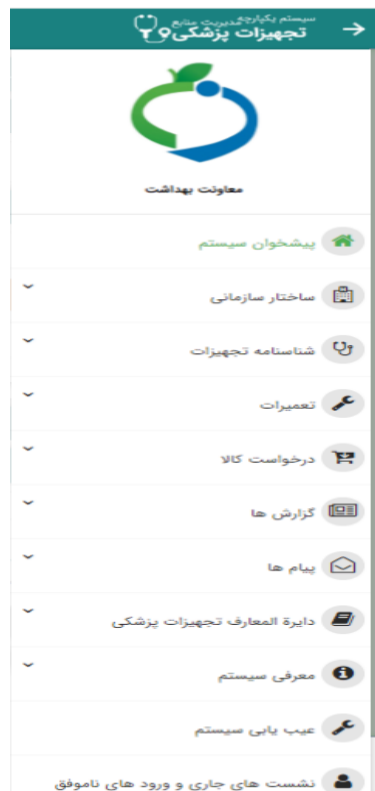 سیستم یکپارچه مدیریت منابع
تجهیزات پزشکی
معاونت بهداشت
پیشخوان سیستم
ساختار سازمانی
شناسنامه تجهیزات
تعمیرات
درخواست کالا
گزارش ها
پیام ها
دایرة المعارف تجهیزات پزشکی
معرفی سیستم
عیب یابی سیستم
نشست های جاری و ورود های ناموفق